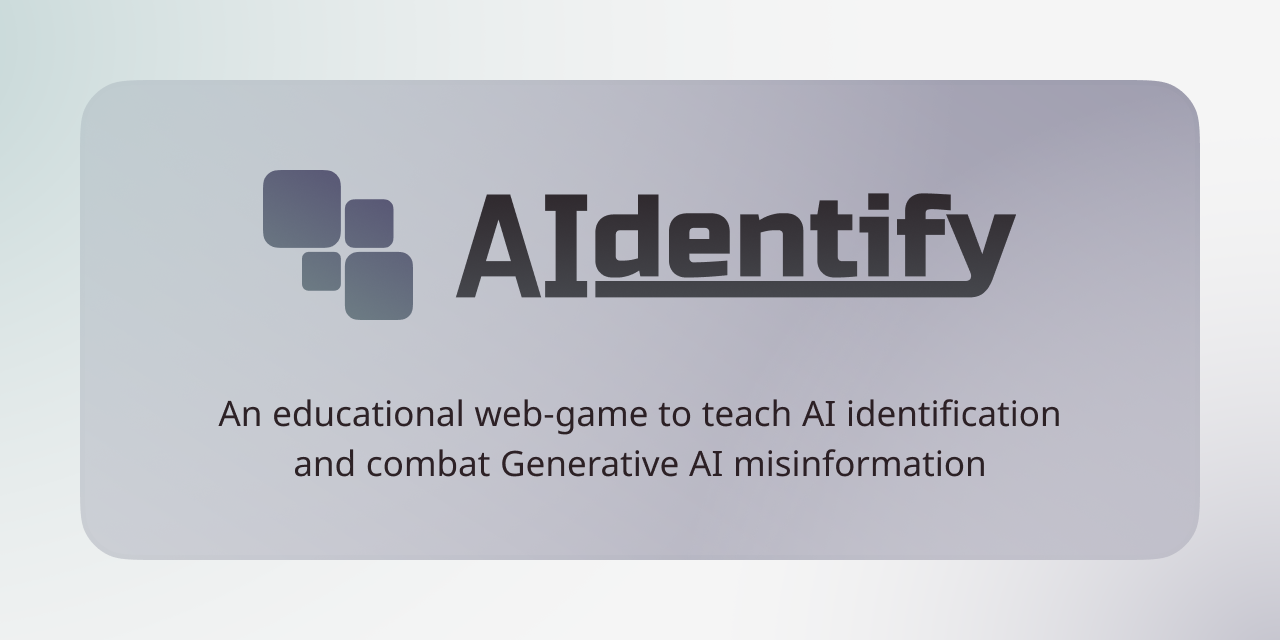 AIdentify
An educational web-game to teach AI identification
and combat Generative AI misinformation